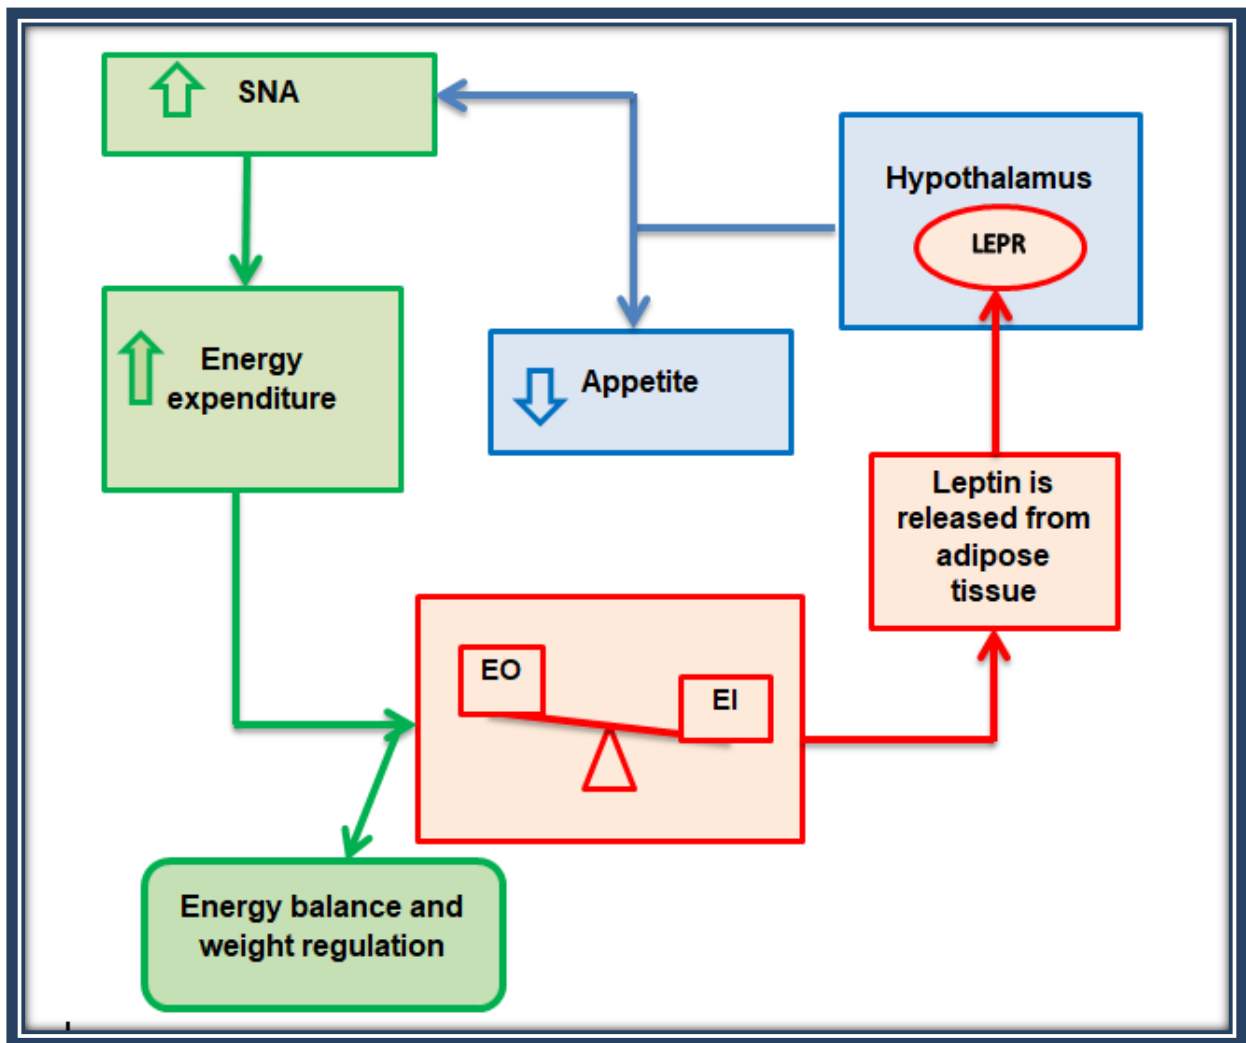 SNA
Hypothalamus
LEPR
Energy
expenditure
Appetite
Leptin is
released from
adipose
tissue
EO
EI
Energy balance and
weight regulation